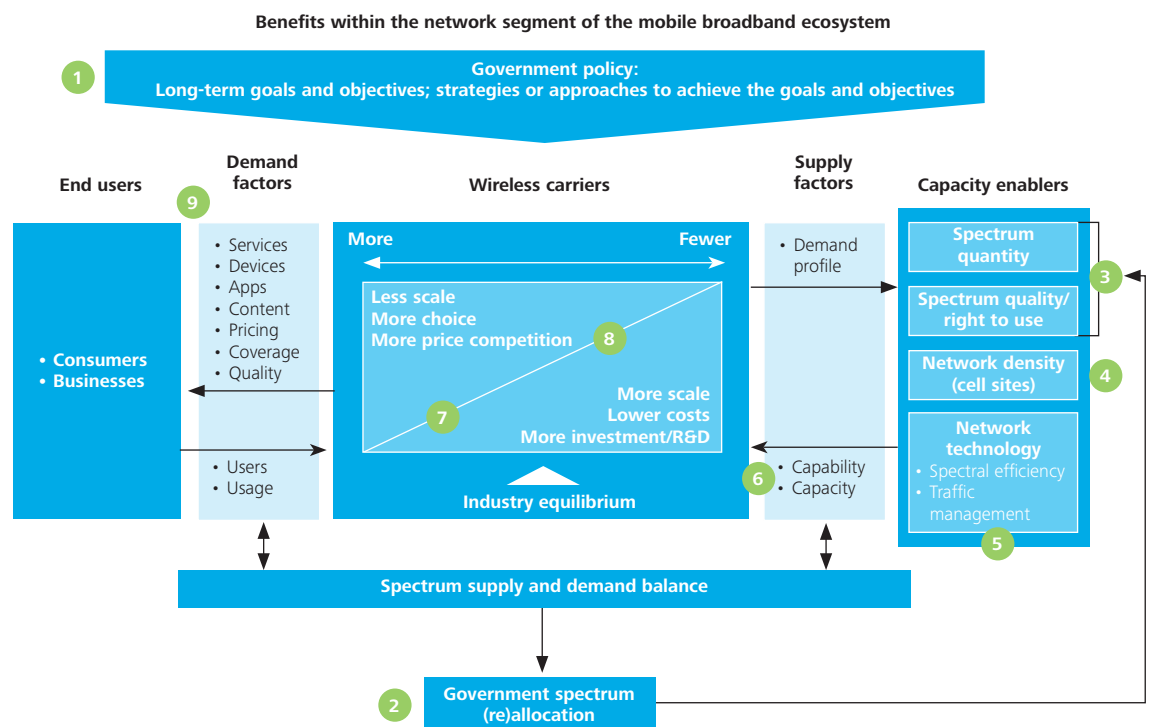 Benefits within the network segment of the mobile broadband ecosystem
1
Government policy:
Long-term goals and objectives; strategies or approaches to achieve the goals and objectives
End users
Demand
factors
Wireless carriers
Supply
factors
Capacity enablers
9
• Consumers
• Businesses
• Services
• Devices
• Apps
• Content
• Pricing
• Coverage
• Quality
• Users
• Usage
More
Fewer
Less scale
More choice
More price competition
8
7
More scale
Lower costs
More investment/R&D
Industry equilibrium
• Demand
profile
6
• Capability
• Capacity
Spectrum
quantity
3
Spectrum quality/
right to use
Network density
(cell sites)
4
Network
technology
• Spectral efficiency
• Traffic
management
5
Spectrum supply and demand balance
2
Government spectrum
(re)allocation